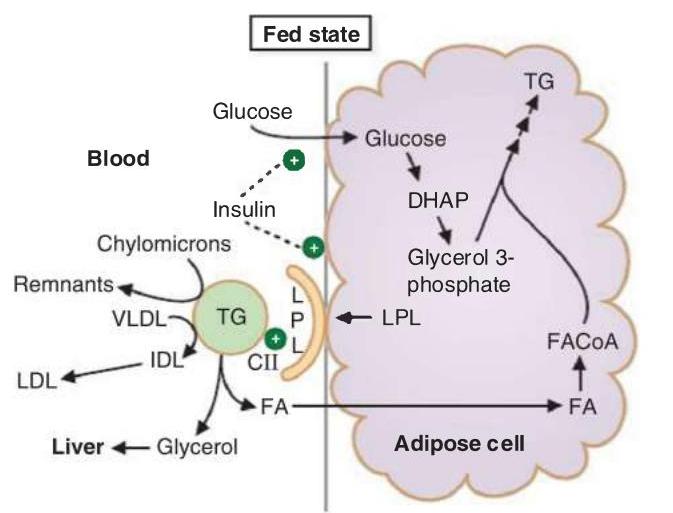 Fed state
TG
Glucose
Glucose
Blood
DHAP
Insulin
Chylomicrons
Glycerol 3-
phosphate
Remnants
L
P
L
VLDL
TG
LPL
CII
IDL
FACoA
LDL
FA
FA
Liver
Glycerol
Adipose cell
+
+
+